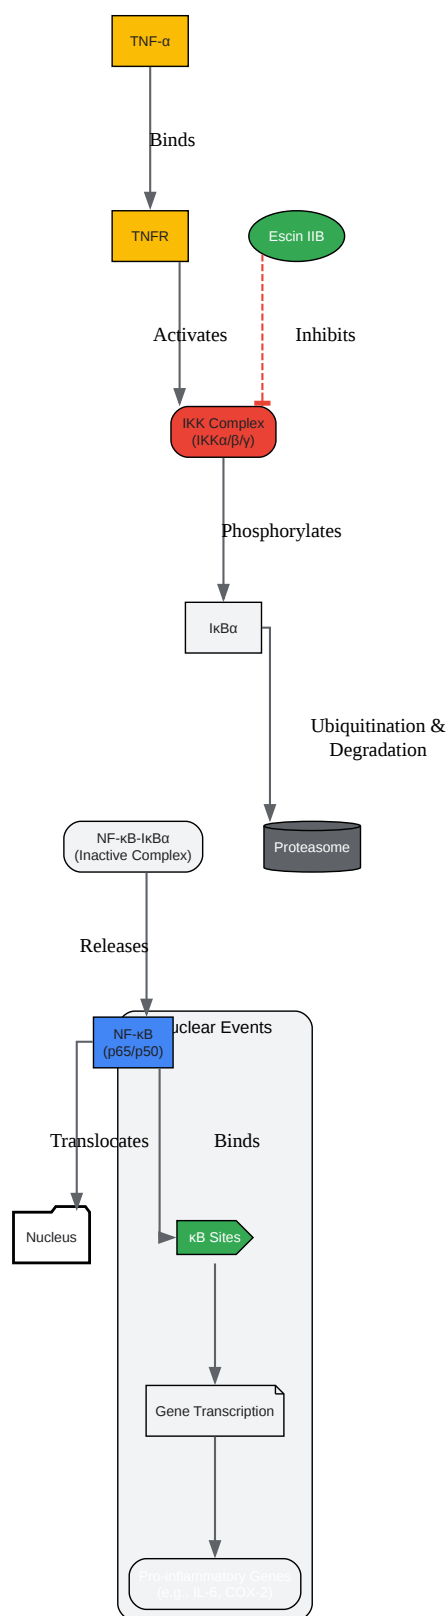 TNF-α
Binds
TNFR
Escin IIB
Activates
Inhibits
IKK Complex
(IKKα/β/γ)
Phosphorylates
IκBα
Ubiquitination &
Degradation
NF-κB-IκBα
(Inactive Complex)
Proteasome
Releases
uclear Events
NF-κB
(p65/p50)
Translocates
Binds
Nucleus
κB Sites
Gene Transcription
Pro-inflammatory Genes
(e.g., IL-6, COX-2)